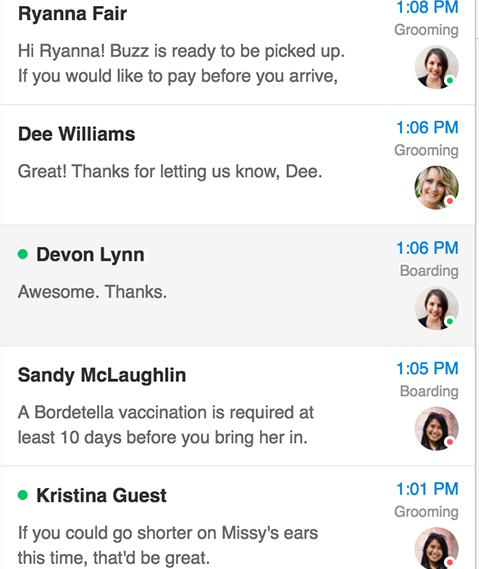 Ryanna Fair
1:08 PM
Grooming
Hi Ryanna! Buzz is ready to be picked up.
If you would like to pay before you arrive,
Dee Williams
1:06 PM
Grooming
Great! Thanks for letting us know, Dee.
Devon Lynn
1:06 PM
Boarding
Awesome. Thanks.
Sandy McLaughlin
1:05 PM
Boarding
A Bordetella vaccination is required at
least 10 days before you bring her in.
Kristina Guest
1:01 PM
Grooming
If you could go shorter on Missy's ears
this time, that'd be great.